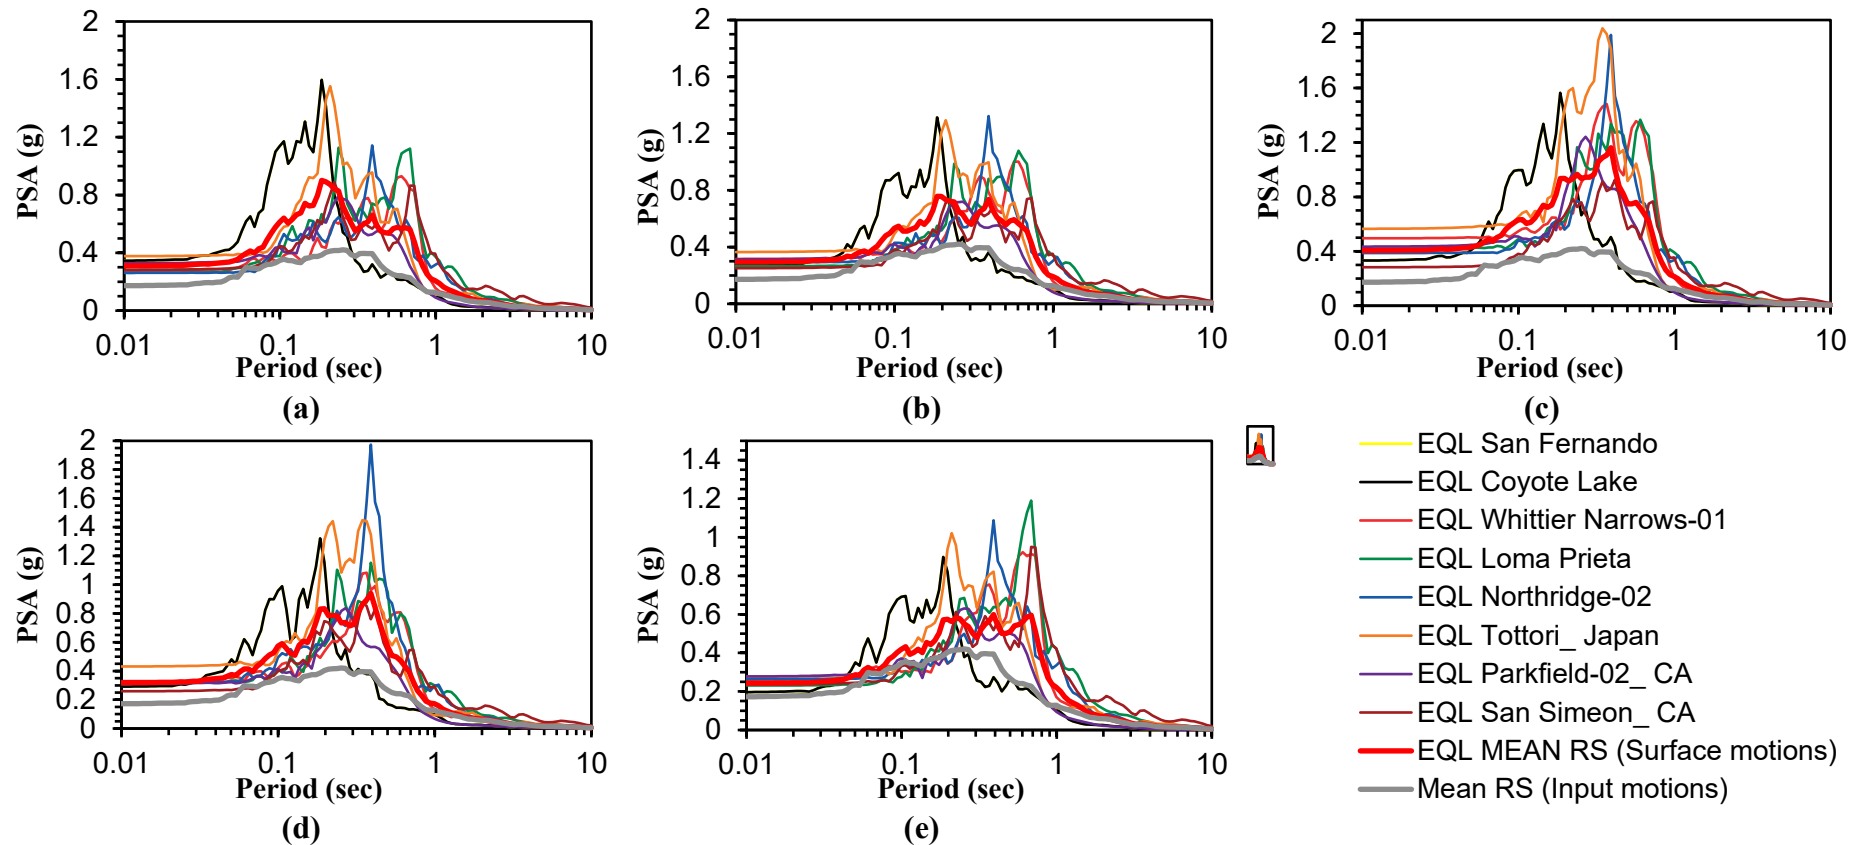 2
1.6
1.2
0.8
0.4
0
PSA (g)
0.01 0.1 1 10
Period (sec)
(a)
2
1.6
1.2
0.8
0.4
0
PSA (g)
0.01 0.1 1 10
Period (sec)
(b)
2
1.6
1.2
0.8
0.4
0
PSA (g)
0.01 0.1 1 10
Period (sec)
(c)
2
1.8
1.6
1.4
1.2
1
0.8
0.6
0.4
0.2
0
PSA (g)
0.01 0.1 1 10
Period (sec)
(d)
1.4
1.2
1
0.8
0.6
0.4
0.2
0
PSA (g)
0.01 0.1 1 10
Period (sec)
(e)
EQL San Fernando
EQL Coyote Lake
EQL Whittier Narrows-01
EQL Loma Prieta
EQL Northridge-02
EQL Tottori_ Japan
EQL Parkfield-02_ CA
EQL San Simeon_ CA
EQL MEAN RS (Surface motions)
Mean RS (Input motions)